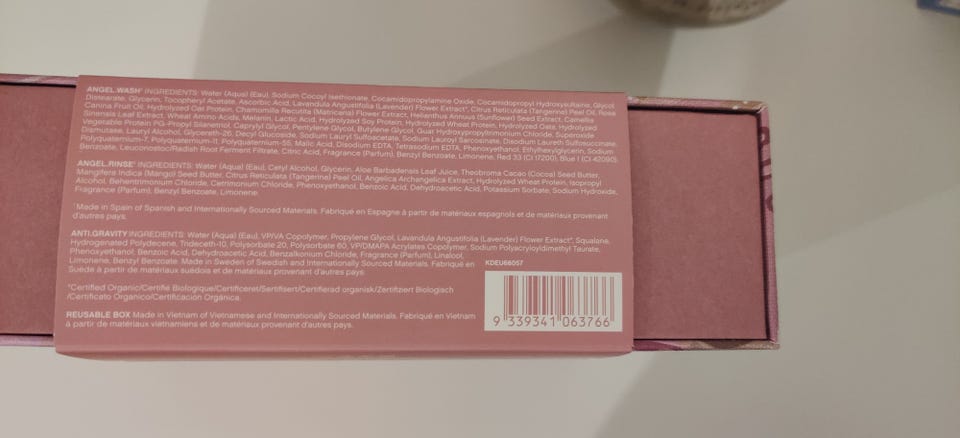 ANGEL.WASH† INGREDIENTS: Water (Aqua) (Eau), Sodium Cocoyl Isethionate, Cocamidopropylamine Oxide, Cocamidopropyl Hydroxysultaine, Glycol
Distearate, Glycerin, Tocopheryl Acetate, Ascorbic Acid, Lavandula Angustifolia (Lavender) Flower Extract*, Citrus Reticulata (Tangerine) Peel Oil, Rosa
Canina Fruit Oil, Hydrolyzed Oat Protein, Chamomilla Recutita (Matricaria) Flower Extract, Helianthus Annuus (Sunflower) Seed Extract, Camellia
Sinensis Leaf Extract, Wheat Amino Acids, Melanin, Lactic Acid, Hydrolyzed Soy Protein, Hydrolyzed Wheat Protein, Hydrolyzed Oats, Hydrolyzed
Vegetable Protein PG-Propyl Silanetriol, Caprylyl Glycol, Pentylene Glycol, Butylene Glycol, Guar Hydroxypropyltrimonium Chloride, Superoxide
Dismutase, Lauryl Alcohol, Glycereth-26, Decyl Glucoside, Sodium Lauryl Sulfoacetate, Sodium Lauroyl Sarcosinate, Disodium Laureth Sulfosuccinate,
Polyquaternium-7, Polyquaternium-11, Polyquaternium-55, Malic Acid, Disodium EDTA, Tetrasodium EDTA, Phenoxyethanol, Ethylhexylglycerin, Sodium
Benzoate, Leuconostoc/Radish Root Ferment Filtrate, Citric Acid, Fragrance (Parfum), Benzyl Benzoate, Limonene, Red 33 (CI 17200), Blue 1 (CI 42090).
ANGEL.RINSE† INGREDIENTS: Water (Aqua) (Eau), Cetyl Alcohol, Glycerin, Aloe Barbadensis Leaf Juice, Theobroma Cacao (Cocoa) Seed Butter,
Mangifera Indica (Mango) Seed Butter, Citrus Reticulata (Tangerine) Peel Oil, Angelica Archangelica Extract, Hydrolyzed Wheat Protein, Isopropyl
Alcohol, Behentrimonium Chloride, Cetrimonium Chloride, Phenoxyethanol, Benzoic Acid, Dehydroacetic Acid, Potassium Sorbate, Sodium Hydroxide,
Fragrance (Parfum), Benzyl Benzoate, Limonene.
†Made in Spain of Spanish and Internationally Sourced Materials. Fabriqué en Espagne à partir de matériaux espagnols et de matériaux provenant
d'autres pays.
ANTI.GRAVITY INGREDIENTS: Water (Aqua) (Eau), VP/VA Copolymer, Propylene Glycol, Lavandula Angustifolia (Lavender) Flower Extract*, Squalane,
Hydrogenated Polydecene, Trideceth-10, Polysorbate 20, Polysorbate 60, VP/DMAPA Acrylates Copolymer, Sodium Polyacryloyldimethyl Taurate,
Phenoxyethanol, Benzoic Acid, Dehydroacetic Acid, Benzalkonium Chloride, Fragrance (Parfum), Linalool,
Limonene, Benzyl Benzoate. Made in Sweden of Swedish and Internationally Sourced Materials. Fabriqué en
Suède à partir de matériaux suédois et de matériaux provenant d'autres pays.
KDEU66057
*Certified Organic/Certifié Biologique/Certificeret/Sertifisert/Certifierad organisk/Zertifiziert Biologisch
/Certificato Organico/Certificación Orgánica.
REUSABLE BOX Made in Vietnam of Vietnamese and Internationally Sourced Materials. Fabriqué en Vietnam
à partir de matériaux vietnamiens et de matériaux provenant d'autres pays.
9 339341 063766